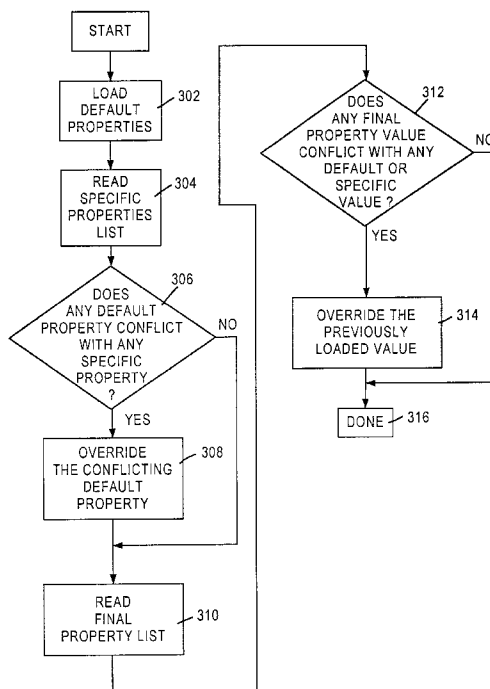 START
LOAD
DEFAULT
PROPERTIES
302
READ
SPECIFIC
PROPERTIES
LIST
304
306
DOES
ANY DEFAULT
PROPERTY CONFLICT
WITH ANY
SPECIFIC
PROPERTY
?
NO
YES
OVERRIDE
THE CONFLICTING
DEFAULT
PROPERTY
308
READ
FINAL
PROPERTY LIST
310
312
DOES
ANY FINAL
PROPERTY VALUE
CONFLICT WITH ANY
DEFAULT OR
SPECIFIC
VALUE ?
NO
YES
OVERRIDE THE
PREVIOUSLY
LOADED VALUE
314
DONE
316